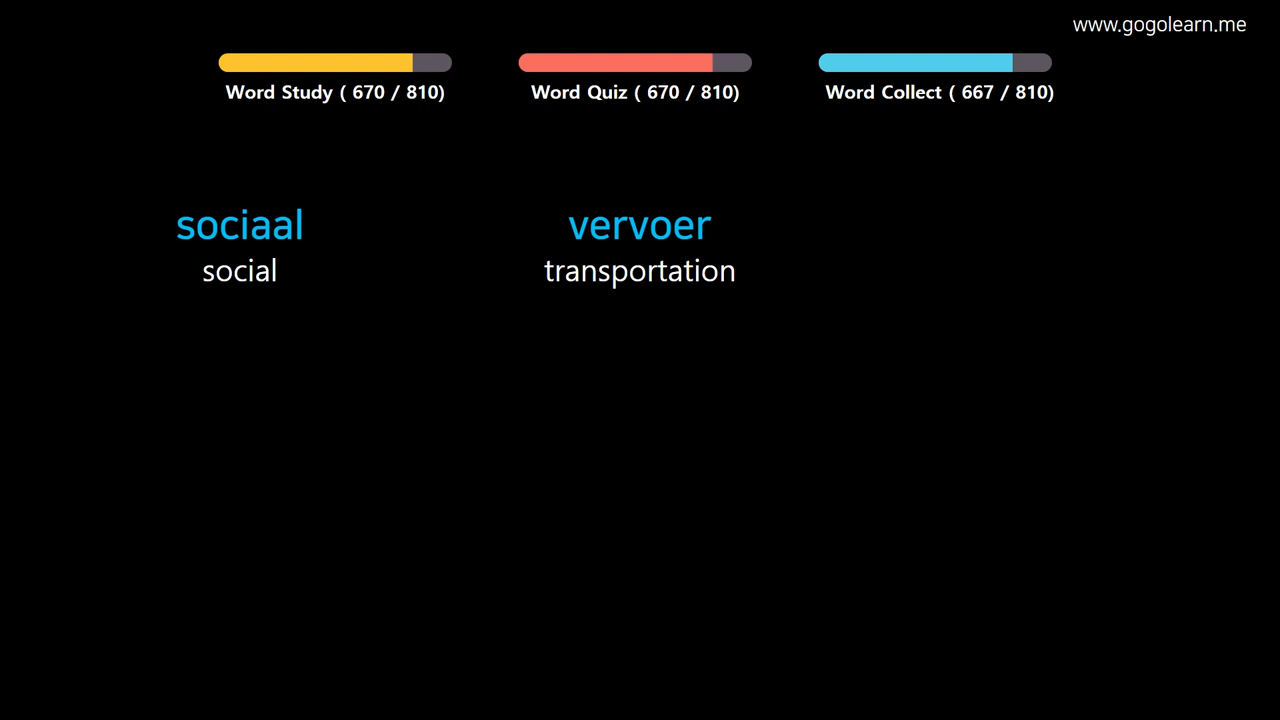 www.gogolearn.me
Word Study ( 670 / 810)
Word Quiz ( 670 / 810)
Word Collect ( 667 / 810)
sociaal
social
vervoer
transportation